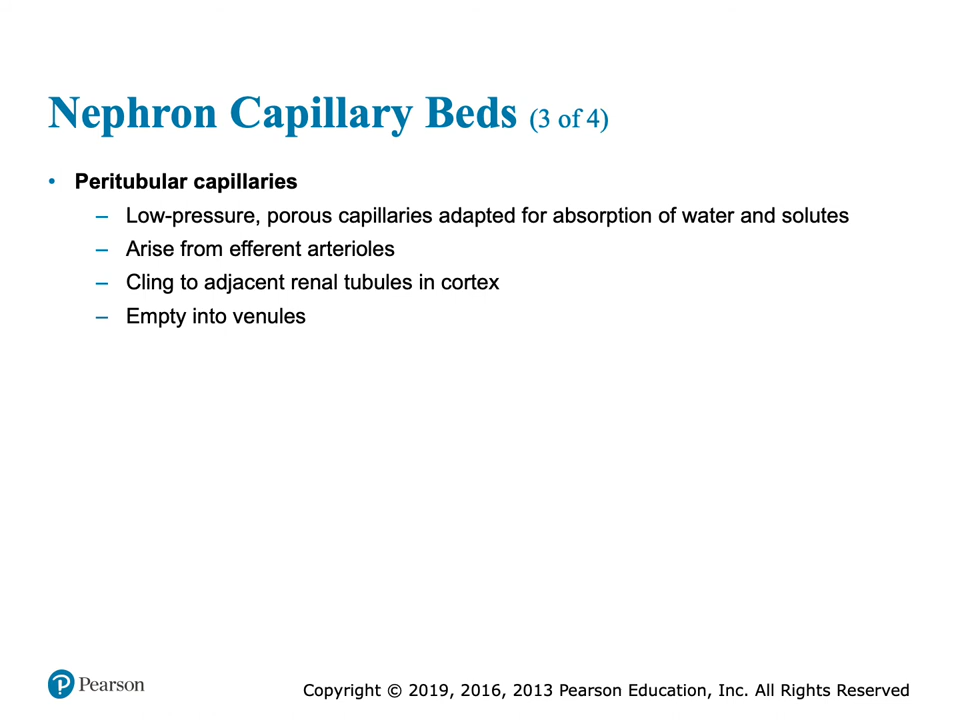 Nephron Capillary Beds (3 of 4)
• Peritubular capillaries
– Low-pressure, porous capillaries adapted for absorption of water and solutes
– Arise from efferent arterioles
– Cling to adjacent renal tubules in cortex
– Empty into venules
P Pearson
Copyright © 2019, 2016, 2013 Pearson Education, Inc. All Rights Reserved